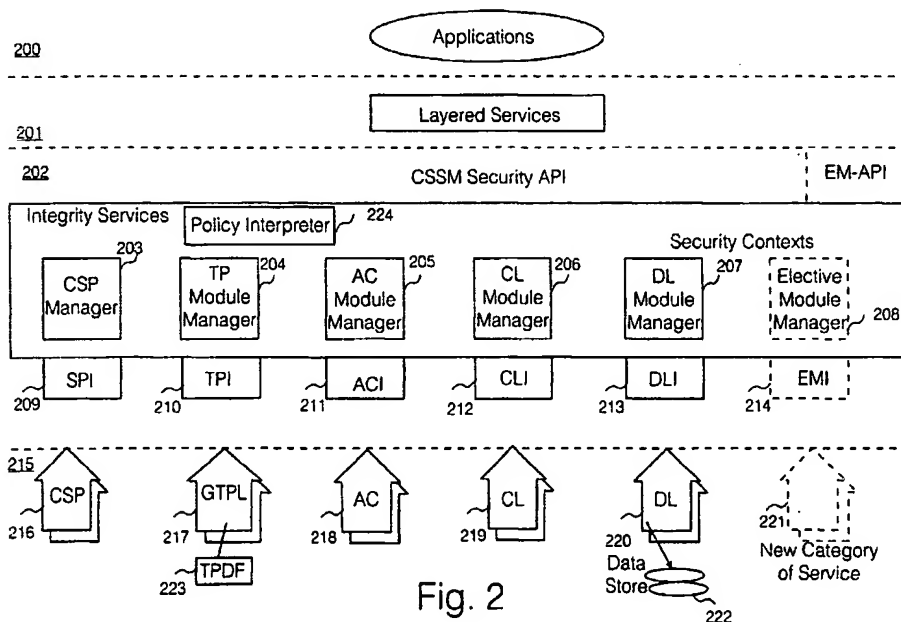 Applications
200
Layered Services
201
202
CSSM Security API
EM-API
Integrity Services
Policy Interpreter
224
Security Contexts
203
CSP
Manager
TP
Module
Manager
204
AC
Module
Manager
205
CL
Module
Manager
206
DL
Module
Manager
207
Elective
Module
Manager
208
SPI
209
TPI
210
ACI
211
CLI
212
DLI
213
EMI
214
215
CSP
216
GTPL
217
TPDF
223
AC
218
CL
219
DL
220
Data
Store
222
221
New Category
of Service
Fig. 2